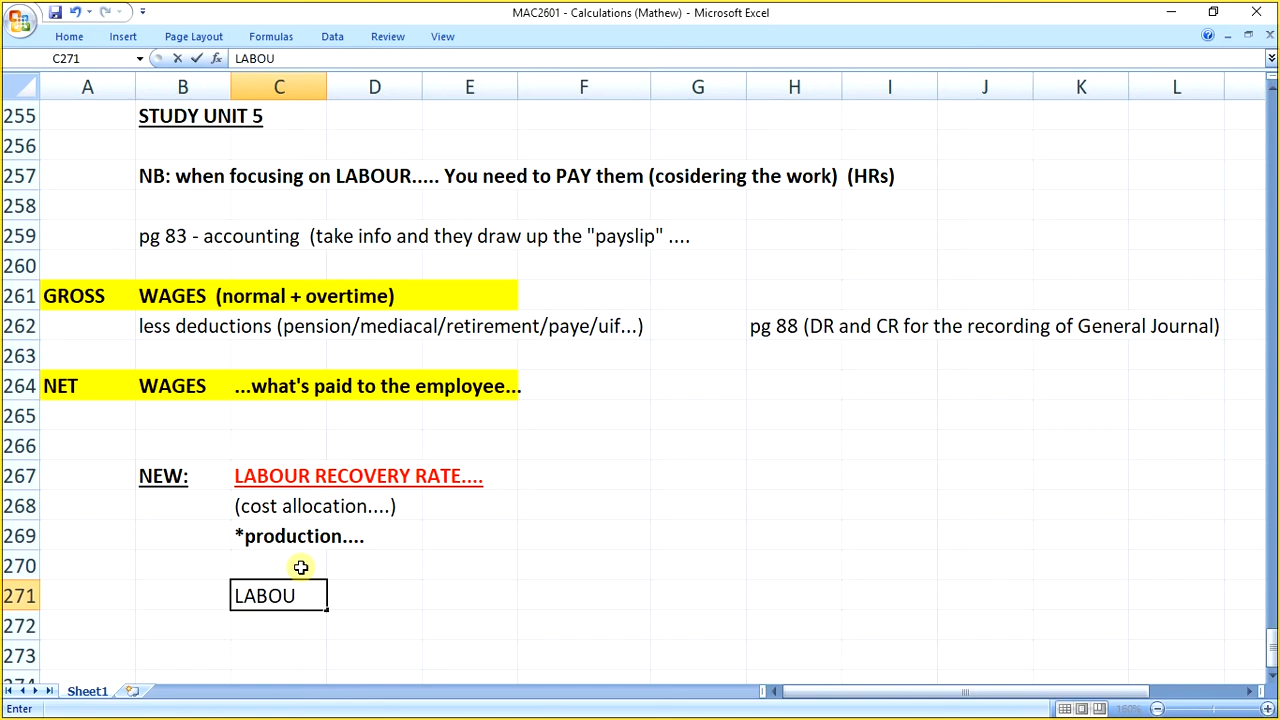 MAC2601 - Calculations (Mathew) - Microsoft Excel
Home Insert Page Layout Formulas Data Review View
C271 fx LABOU
A B C D E F G H I J K L
255 STUDY UNIT 5
256
257 NB: when focusing on LABOUR..... You need to PAY them (cosidering the work) (HRs)
258
259 pg 83 - accounting (take info and they draw up the "payslip" ....
260
261 GROSS WAGES (normal + overtime)
262 less deductions (pension/mediacal/retirement/paye/uif...) pg 88 (DR and CR for the recording of General Journal)
263
264 NET WAGES ...what's paid to the employee...
265
266
267 NEW: LABOUR RECOVERY RATE....
268 (cost allocation....)
269 *production....
270
271 LABOU
272
273
Sheet1
Enter 160%